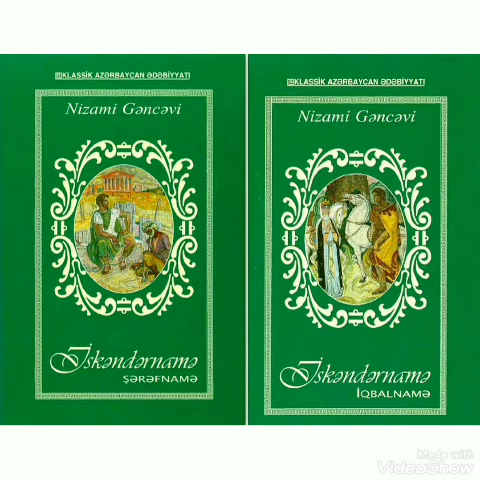 KLASSİK AZƏRBAYCAN ƏDƏBİYYATI
Nizami Gəncəvi
İskəndərnamə
ŞƏRƏFNAMƏ
KLASSİK AZƏRBAYCAN ƏDƏBİYYATI
Nizami Gəncəvi
İskəndərnamə
İQBALNAMƏ
Made with
VideoShow